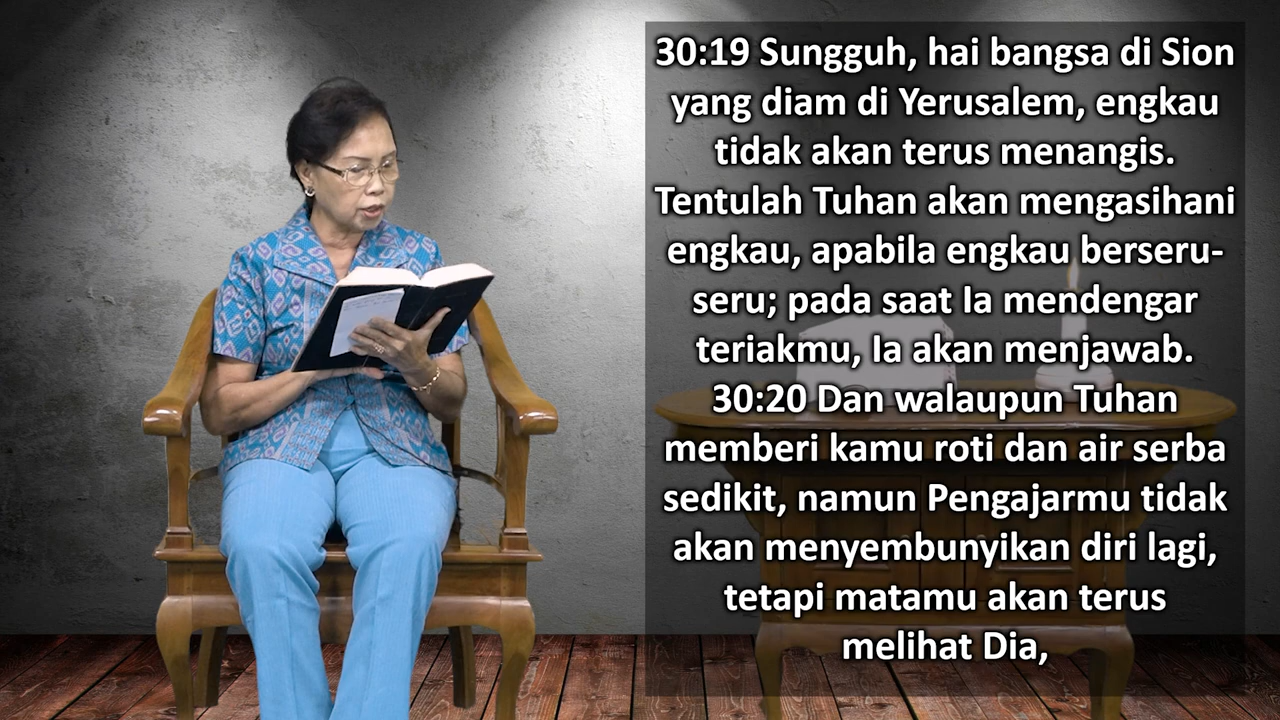 30:19 Sungguh, hai bangsa di Sion
yang diam di Yerusalem, engkau
tidak akan terus menangis.
Tentulah Tuhan akan mengasihani
engkau, apabila engkau berseru-
seru; pada saat Ia mendengar
teriakmu, Ia akan menjawab.
30:20 Dan walaupun Tuhan
memberi kamu roti dan air serba
sedikit, namun Pengajarmu tidak
akan menyembunyikan diri lagi,
tetapi matamu akan terus
melihat Dia,